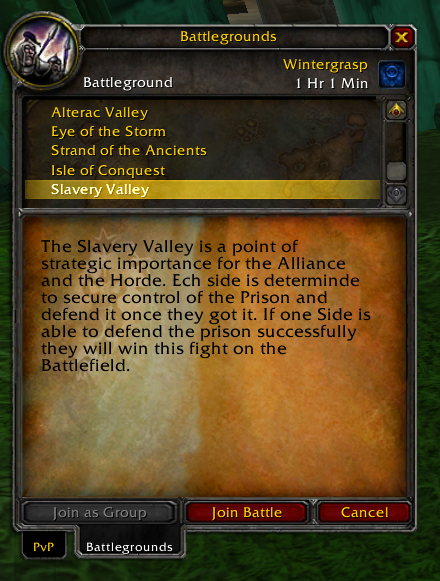 Battlegrounds
Wintergrasp
Battleground
1 Hr 1 Min
Alterac Valley
Eye of the Storm
Strand of the Ancients
Isle of Conquest
Slavery Valley
The Slavery Valley is a point of
strategic importance for the Alliance
and the Horde. Ech side is determinde
to secure control of the Prison and
defend it once they got it. If one Side is
able to defend the prison successfully
they will win this fight on the
Battlefield.
Join as Group
Join Battle
Cancel
PvP
Battlegrounds